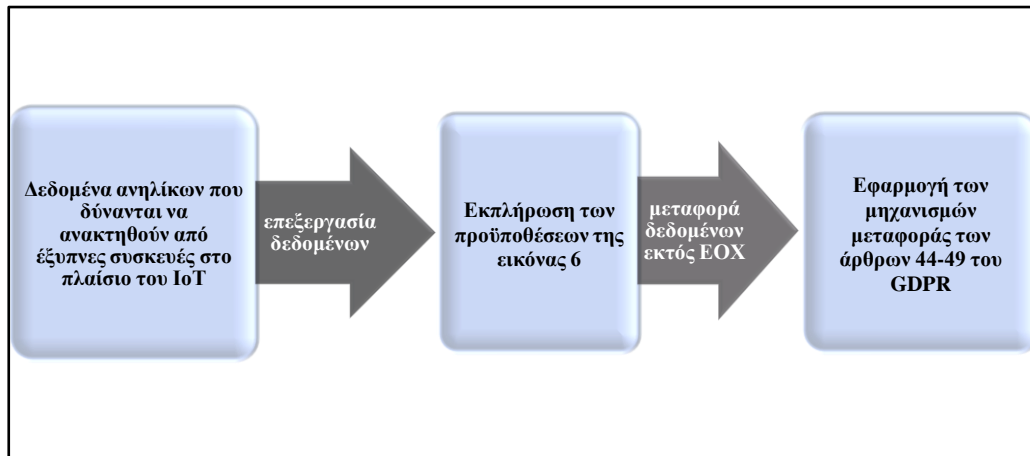 Δεδομένα ανηλίκων που
δύνανται να
ανακτηθούν από
έξυπνες συσκευές στο
πλαίσιο του IoT
επεξεργασία
δεδομένων
Εκπλήρωση των
προϋποθέσεων της
εικόνας 6
μεταφορά
δεδομένων
εκτός ΕΟΧ
Εφαρμογή των
μηχανισμών
μεταφοράς των
άρθρων 44-49 του
GDPR